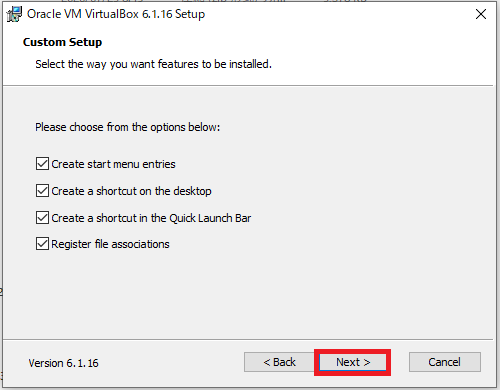 Oracle VM VirtualBox 6.1.16 Setup
Custom Setup
Select the way you want features to be installed.
Please choose from the options below:
Create start menu entries
Create a shortcut on the desktop
Create a shortcut in the Quick Launch Bar
Register file associations
Version 6.1.16
< Back
Next >
Cancel